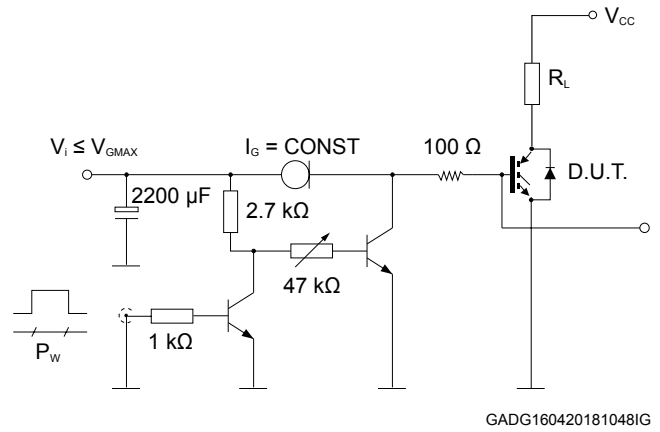 V_CC
R_L
V_i ≤ V_GMAX
I_G = CONST
100 Ω
D.U.T.
2200 µF
2.7 kΩ
47 kΩ
1 kΩ
P_W
GADG160420181048IG